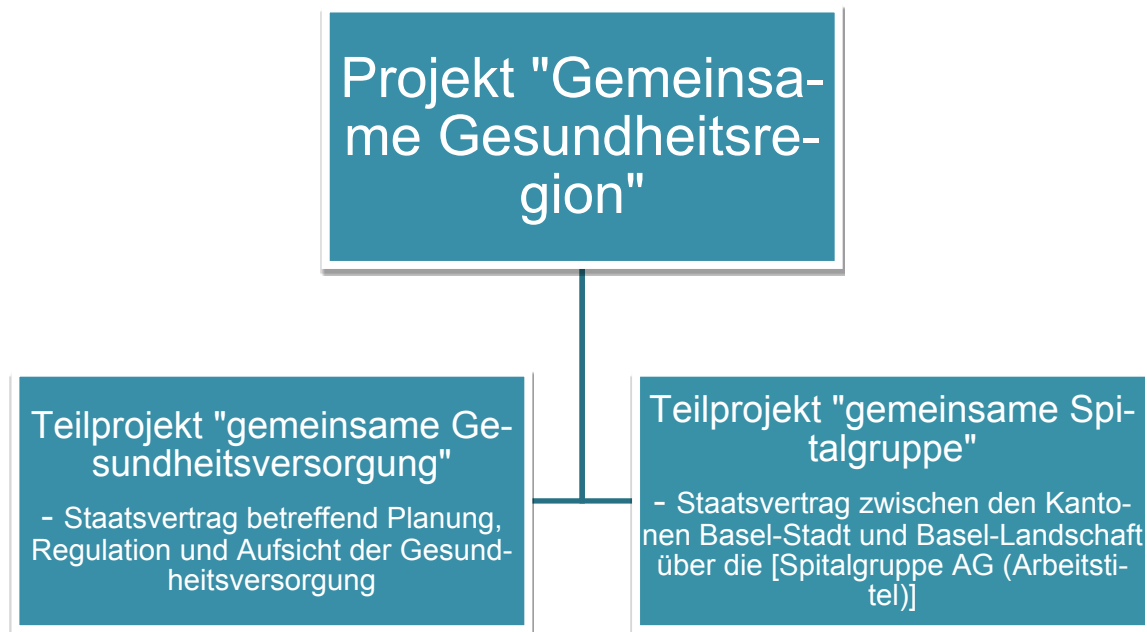 Projekt "Gemeinsa-
me Gesundheitsre-
gion"
Teilprojekt "gemeinsame Ge-
sundheitsversorgung"
- Staatsvertrag betreffend Planung,
Regulation und Aufsicht der Gesund-
heitsversorgung
Teilprojekt "gemeinsame Spi-
talgruppe"
- Staatsvertrag zwischen den Kanto-
nen Basel-Stadt und Basel-Landschaft
über die [Spitalgruppe AG (Arbeitsti-
tel)]